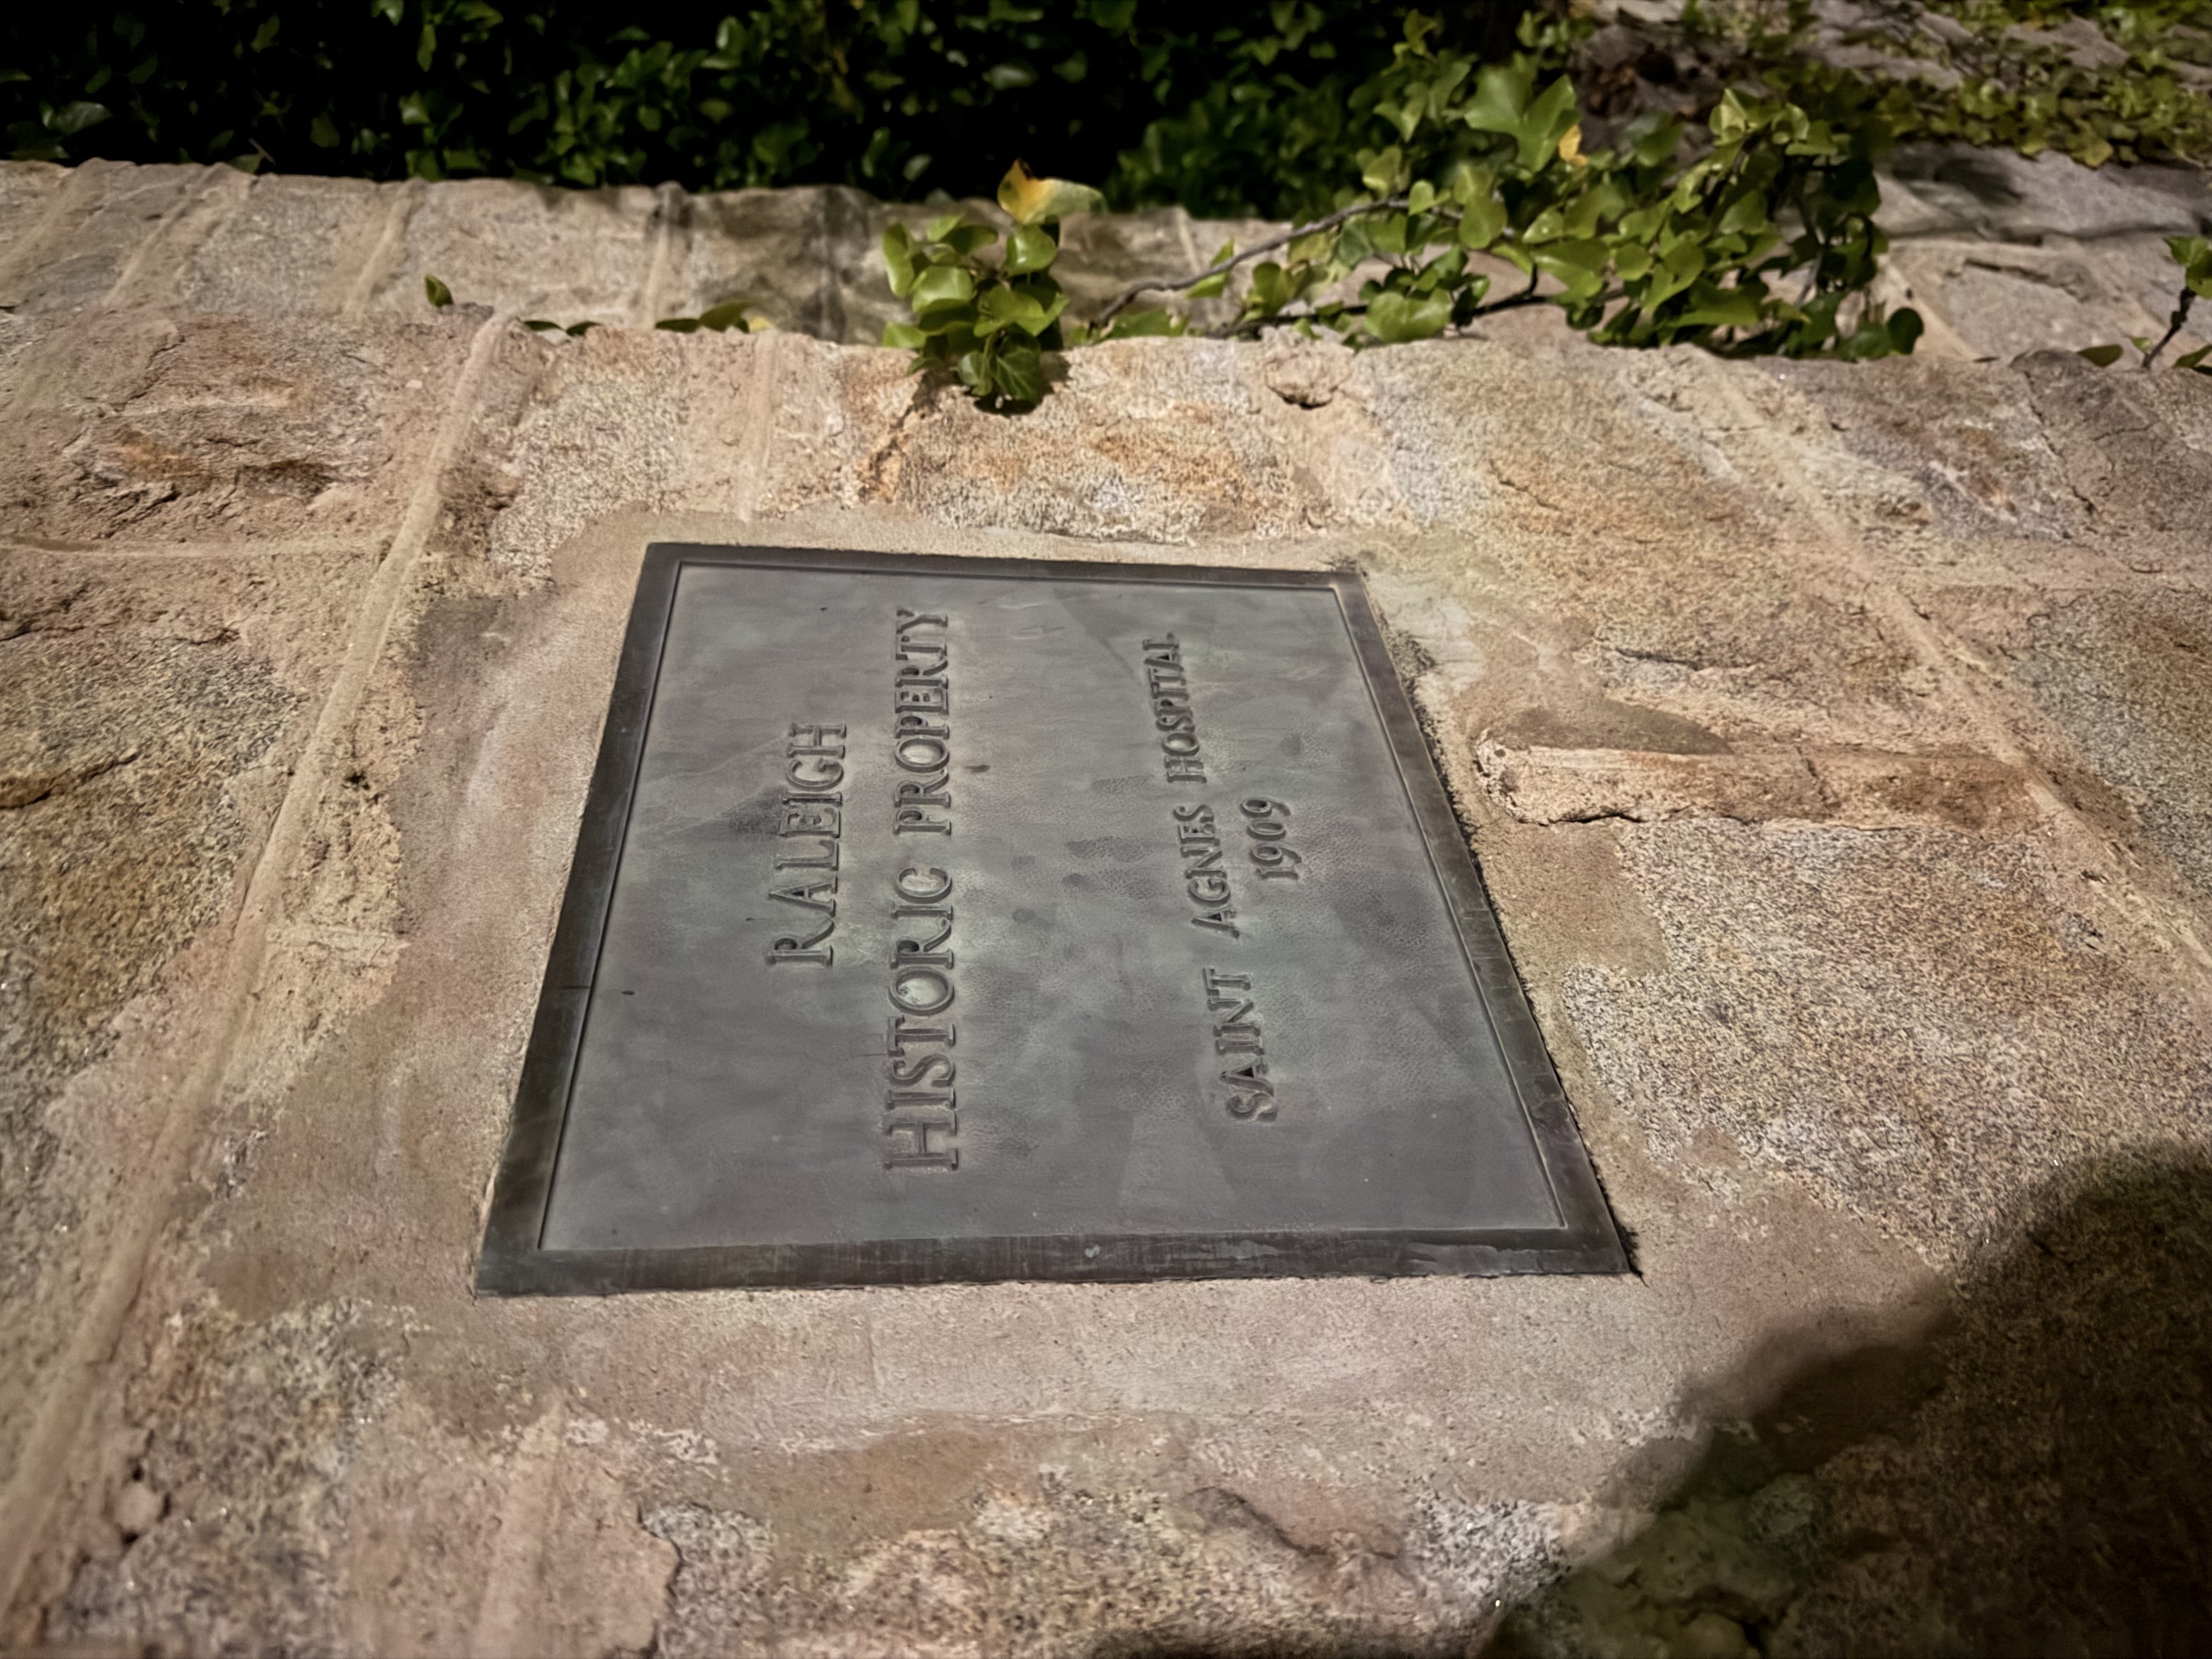 RALEIGH
HISTORIC PROPERTY
SAINT AGNES HOSPITAL
1909